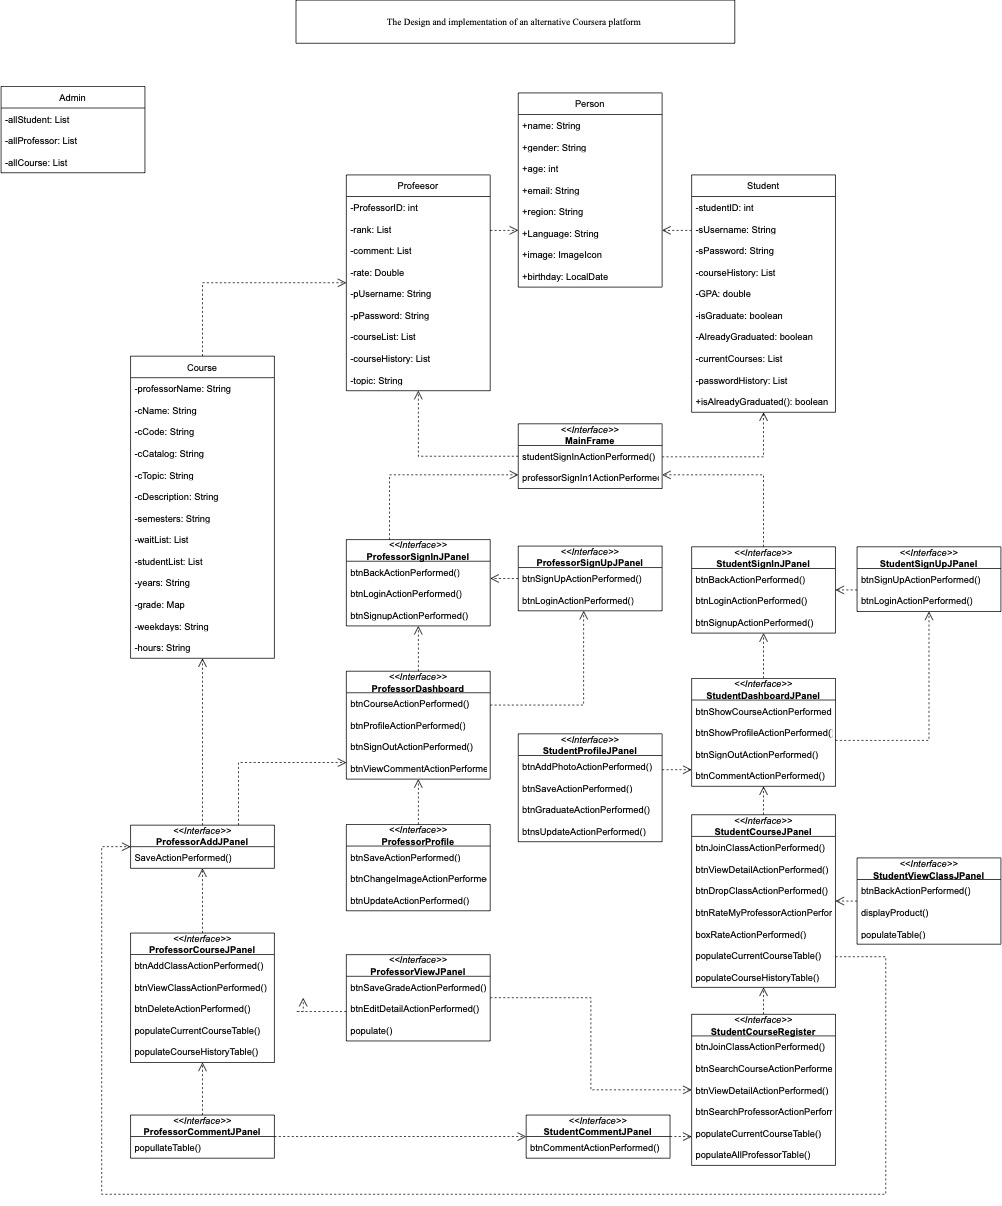 The Design and implementation of an alternative Coursera platform
Admin
-allStudent: List
-allProfessor: List
-allCourse: List
Person
+name: String
+gender: String
+age: int
+email: String
+region: String
+Language: String
+image: ImageIcon
+birthday: LocalDate
Profeesor
-ProfessorID: int
-rank: List
-comment: List
-rate: Double
-pUsername: String
-pPassword: String
-courseList: List
-courseHistory: List
-topic: String
Student
-studentID: int
-sUsername: String
-sPassword: String
-courseHistory: List
-GPA: double
-isGraduate: boolean
-AlreadyGraduated: boolean
-currentCourses: List
-passwordHistory: List
+isAlreadyGraduated(): boolean
Course
-professorName: String
-cName: String
-cCode: String
-cCatalog: String
-cTopic: String
-cDescription: String
-semesters: String
-waitList: List
-studentList: List
-years: String
-grade: Map
-weekdays: String
-hours: String
<<Interface>>
MainFrame
studentSignInActionPerformed()
professorSignIn1ActionPerforme
<<Interface>>
ProfessorSignInJPanel
btnBackActionPerformed()
btnLoginActionPerformed()
btnSignupActionPerformed()
<<Interface>>
ProfessorSignUpJPanel
btnSignUpActionPerformed()
btnLoginActionPerformed()
<<Interface>>
StudentSignInJPanel
btnBackActionPerformed()
btnLoginActionPerformed()
btnSignupActionPerformed()
<<Interface>>
StudentSignUpJPanel
btnSignUpActionPerformed()
btnLoginActionPerformed()
<<Interface>>
ProfessorDashboard
btnCourseActionPerformed()
btnProfileActionPerformed()
btnSignOutActionPerformed()
btnViewCommentActionPerforme
<<Interface>>
StudentDashboardJPanel
btnShowCourseActionPerformed
btnShowProfileActionPerformed(
btnSignOutActionPerformed()
btnCommentActionPerformed()
<<Interface>>
StudentProfileJPanel
btnAddPhotoActionPerformed()
btnSaveActionPerformed()
btnGraduateActionPerformed()
btnsUpdateActionPerformed()
<<Interface>>
ProfessorAddJPanel
SaveActionPerformed()
<<Interface>>
ProfessorProfile
btnSaveActionPerformed()
btnChangeImageActionPerforme
btnUpdateActionPerformed()
<<Interface>>
StudentCourseJPanel
btnJoinClassActionPerformed()
btnViewDetailActionPerformed()
btnDropClassActionPerformed()
btnRateMyProfessorActionPerfor
boxRateActionPerformed()
populateCurrentCourseTable()
populateCourseHistoryTable()
<<Interface>>
StudentViewClassJPanel
btnBackActionPerformed()
displayProduct()
populateTable()
<<Interface>>
ProfessorCourseJPanel
btnAddClassActionPerformed()
btnViewClassActionPerformed()
btnDeleteActionPerformed()
populateCurrentCourseTable()
populateCourseHistoryTable()
<<Interface>>
ProfessorViewJPanel
btnSaveGradeActionPerformed()
btnEditDetailActionPerformed()
populate()
<<Interface>>
StudentCourseRegister
btnJoinClassActionPerformed()
btnSearchCourseActionPerforme
btnViewDetailActionPerformed()
btnSearchProfessorActionPerforr
populateCurrentCourseTable()
populateAllProfessorTable()
<<Interface>>
ProfessorCommentJPanel
popullateTable()
<<Interface>>
StudentCommentJPanel
btnCommentActionPerformed()